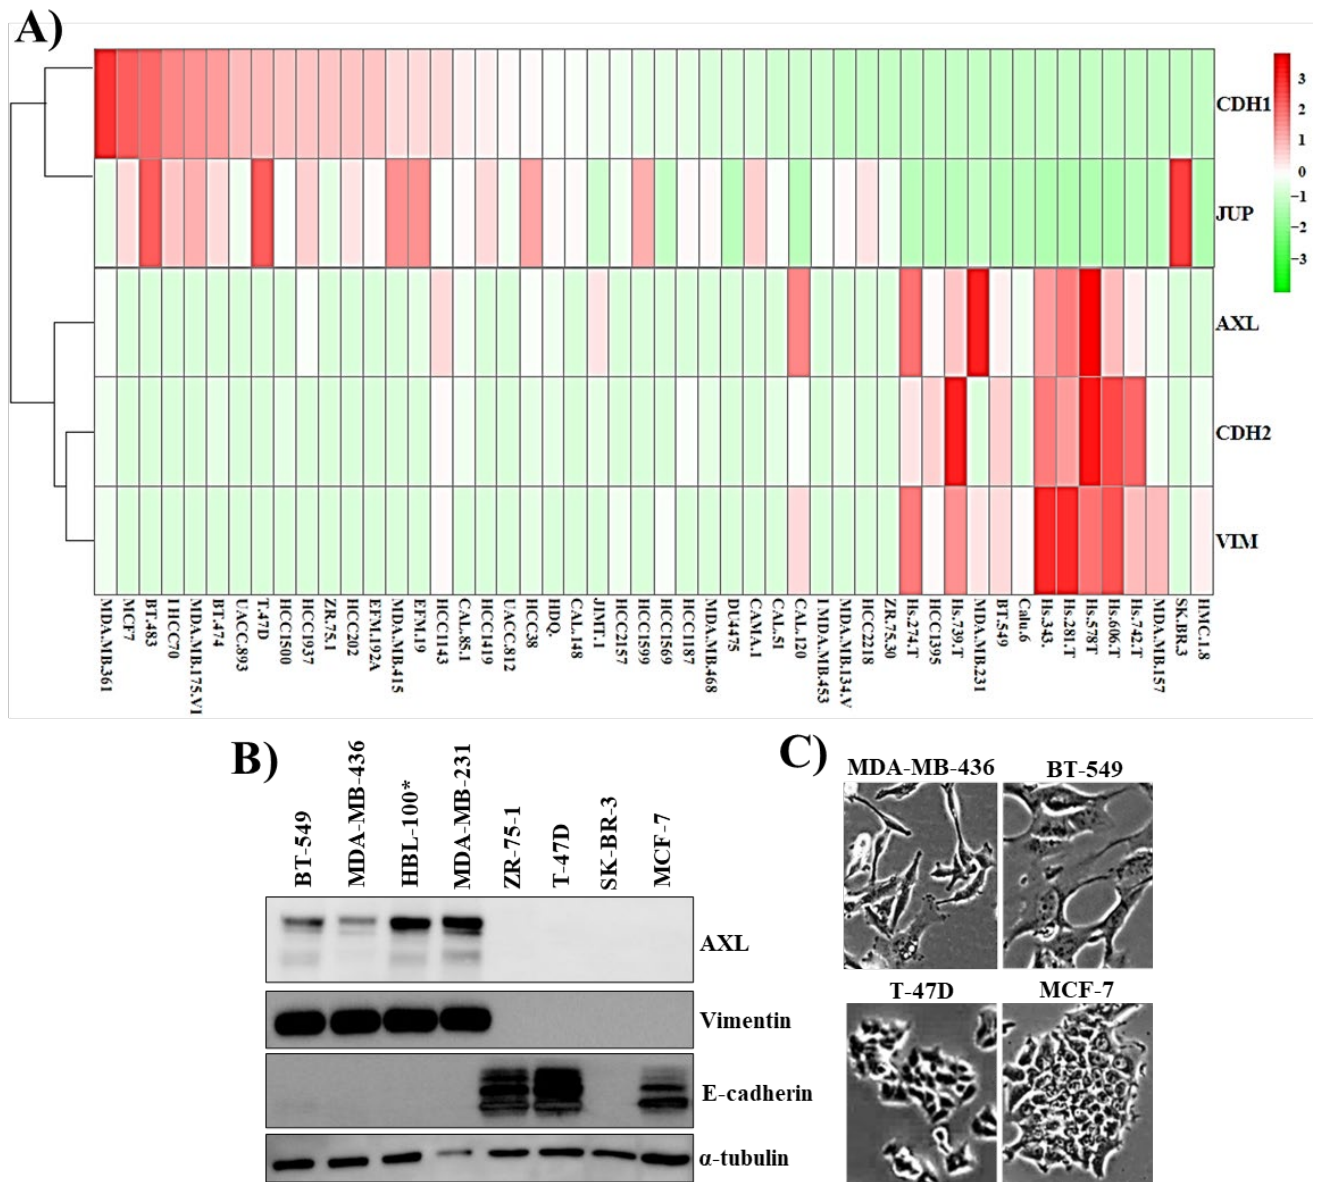 A)
3
2
1
0
−1
−2
−3
CDH1
JUP
AXL
CDH2
VIM
MDA.MB.361
MCF7
BT.483
HCC70
MDA.MB.175.VI
BT.474
UACC.893
T.47D
HCC1500
HCC1937
ZR.75.1
HCC202
EFM.192A
MDA.MB.415
EFM.19
HCC1143
CAL.85.1
HCC1419
UACC.812
HCC38
HDQ.
CAL.148
JIMT.1
HCC2157
HCC1599
HCC1569
HCC1187
MDA.MB.468
DU4475
CAMA.1
CAL.51
CAL.120
MDA.MB.453
MDA.MB.134.V
HCC2218
ZR.75.30
Hs.274.T
HCC1395
Hs.739.T
MDA.MB.231
BT.549
Calu.6
Hs.343.
Hs.281.T
Hs.578T
Hs.606.T
Hs.742.T
MDA.MB.157
SK.BR.3
HMC.1.8
B)
BT-549
MDA-MB-436
HBL-100*
MDA-MB-231
ZR-75-1
T-47D
SK-BR-3
MCF-7
AXL
Vimentin
E-cadherin
α-tubulin
C)
MDA-MB-436
BT-549
T-47D
MCF-7